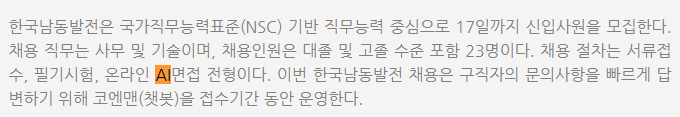 한국남동발전은 국가직무능력표준(NSC) 기반 직무능력 중심으로 17일까지 신입사원을 모집한다.
채용 직무는 사무 및 기술이며, 채용인원은 대졸 및 고졸 수준 포함 23명이다. 채용 절차는 서류접
수, 필기시험, 온라인 AI면접 전형이다. 이번 한국남동발전 채용은 구직자의 문의사항을 빠르게 답
변하기 위해 코엔맨(챗봇)을 접수기간 동안 운영한다.